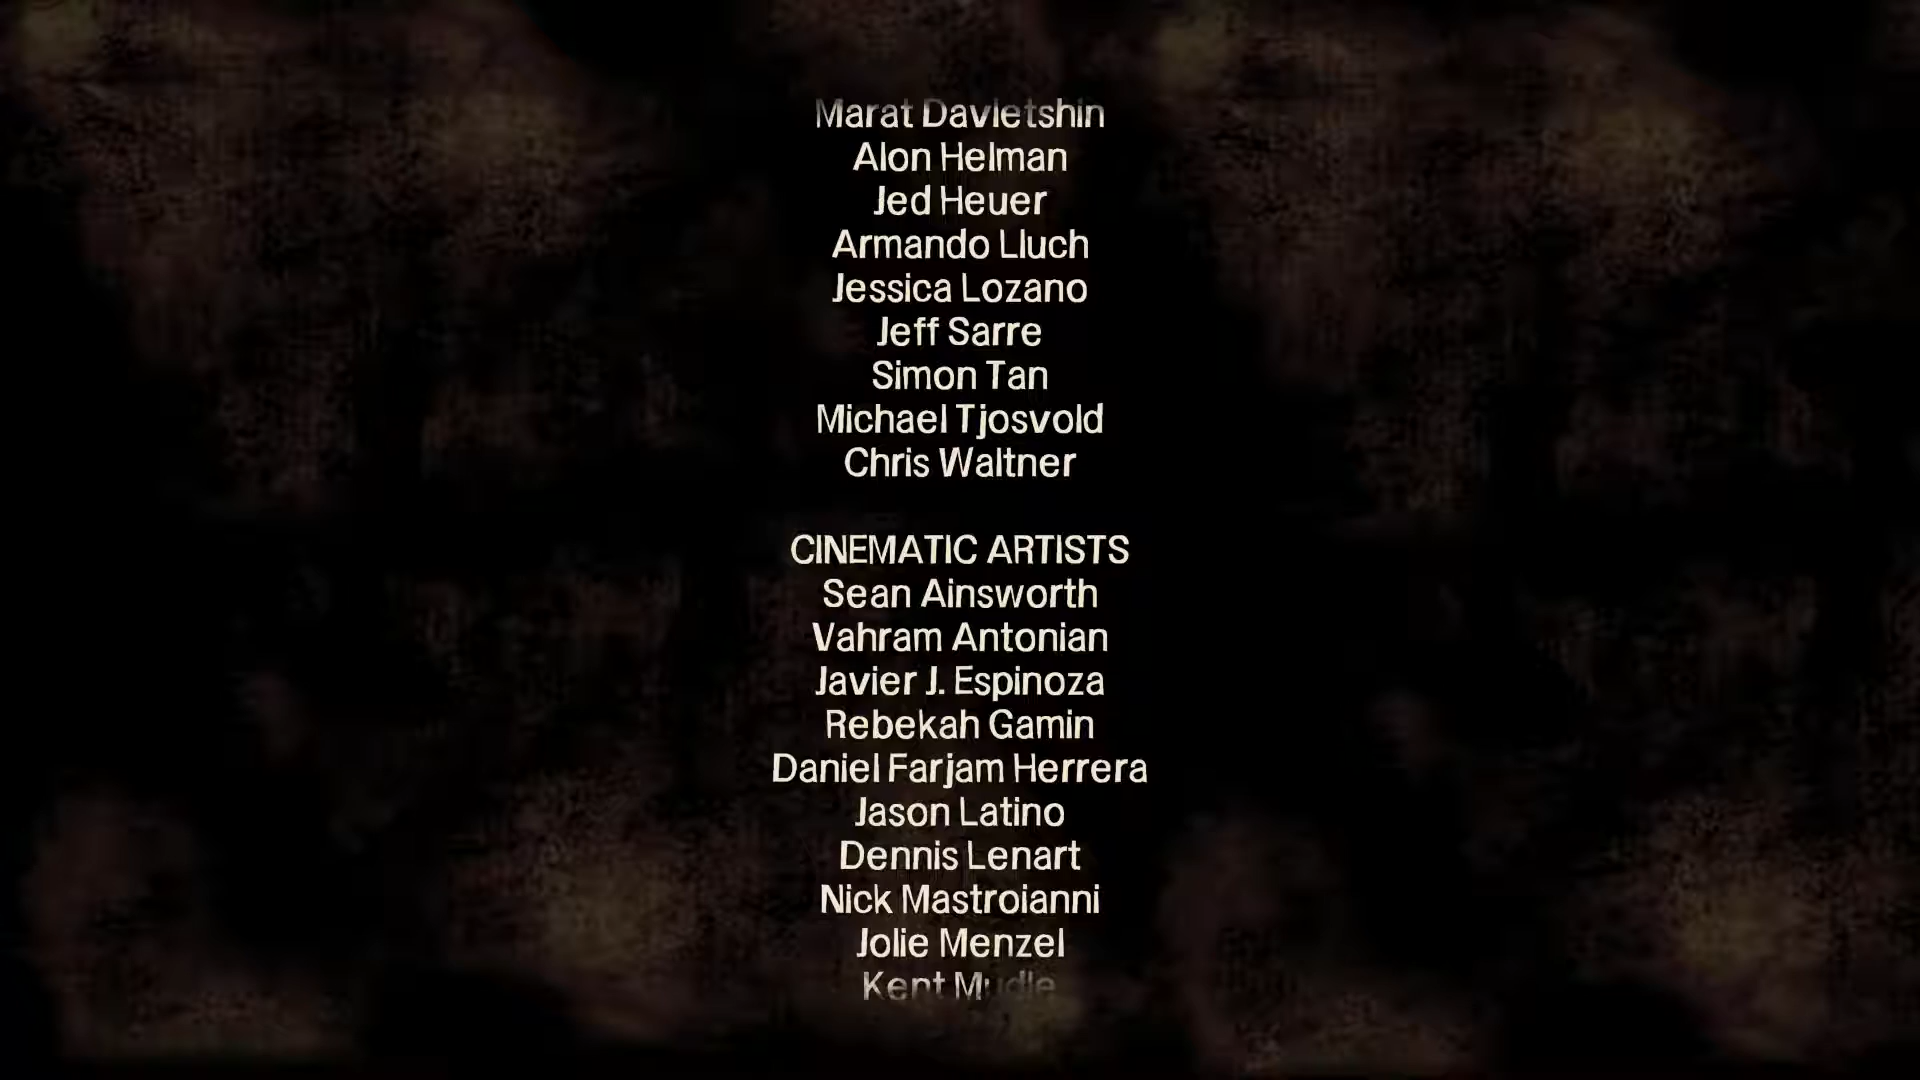 Marat Davletshin
Alon Helman
Jed Heuer
Armando Lluch
Jessica Lozano
Jeff Sarre
Simon Tan
Michael Tjosvold
Chris Waltner
CINEMATIC ARTISTS
Sean Ainsworth
Vahram Antonian
Javier J. Espinoza
Rebekah Gamin
Daniel Farjam Herrera
Jason Latino
Dennis Lenart
Nick Mastroianni
Jolie Menzel
Kent Mudle